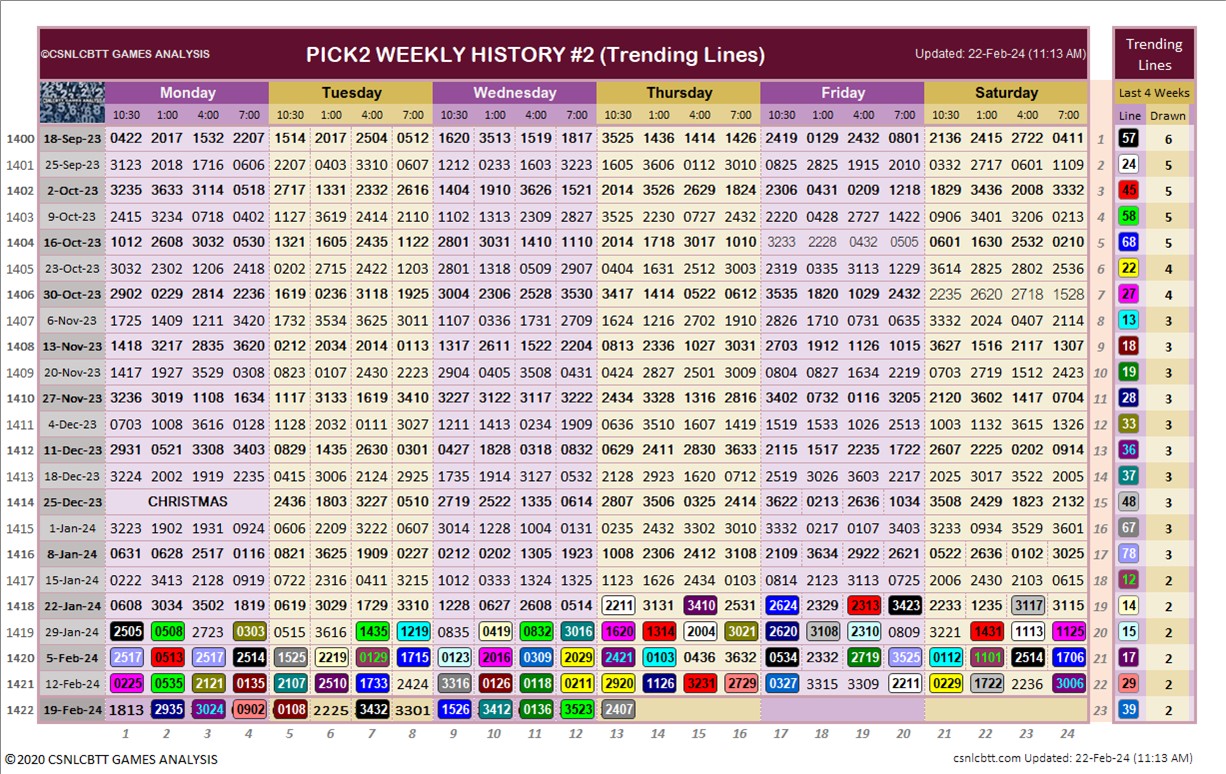 Trending
©CSNLCBTT GAMES ANALYSIS PICK2 WEEKLY HISTORY #2 (Trending Lines) Updated: 22-Feb-24 (11:13 AM)
Lines
Monday Tuesday Wednesday Thursday Friday Saturday Last 4 Weeks
10:30 1:00 4:00 7:00 10:30 1:00 4:00 7:00 10:30 1:00 4:00 7:00 10:30 1:00 4:00 7:00 10:30 1:00 4:00 7:00 10:30 1:00 4:00 7:00 Line Drawn
1400 18-Sep-23 0422 2017 1532 2207 1514 2017 2504 0512 1620 3513 1519 1817 3525 1436 1414 1426 2419 0129 2432 0801 2136 2415 2722 0411 1 57 6
1401 25-Sep-23 3123 2018 1716 0606 2207 0403 3310 0607 1212 0233 1603 3223 1605 3606 0112 3010 0825 2825 1915 2010 0332 2717 0601 1109 2 24 5
1402 2-Oct-23 3235 3633 3114 0518 2717 1331 2332 2616 1404 1910 3626 1521 2014 3526 2629 1824 2306 0431 0209 1218 1829 3436 2008 3332 3 45 5
1403 9-Oct-23 2415 3234 0718 0402 1127 3619 2414 2110 1102 1313 2309 2827 3525 2230 0727 2432 2220 0428 2727 1422 0906 3401 3206 0213 4 58 5
1404 16-Oct-23 1012 2608 3032 0530 1321 1605 2435 1122 2801 3031 1410 1110 2014 1718 3017 1010 3233 2228 0432 0505 0601 1630 2532 0210 5 68 5
1405 23-Oct-23 3032 2302 1206 2418 0202 2715 2422 1203 2801 1318 0509 2907 0404 1631 2512 3003 2319 0335 3113 1229 3614 2825 2802 2536 6 22 4
1406 30-Oct-23 2902 0229 2814 2236 1619 0236 3118 1925 3004 2306 2528 3530 3417 1414 0522 0612 3535 1820 1029 2432 2235 2620 2718 1528 7 27 4
1407 6-Nov-23 1725 1409 1211 3420 1732 3534 3625 3011 1107 0336 1731 2709 1624 1216 2702 1910 2826 1710 0731 0635 3332 2024 0407 2114 8 13 3
1408 13-Nov-23 1418 3217 2835 3620 0212 2034 2014 0113 1317 2611 1522 2204 0813 2336 1027 3031 2703 1912 1126 1015 3627 1516 2117 1307 9 18 3
1409 20-Nov-23 1417 1927 3529 0308 0823 0107 2430 2223 2904 0405 3508 0431 0424 2827 2501 3009 0804 0827 1634 2219 0703 2719 1512 2423 10 19 3
1410 27-Nov-23 3236 3019 1108 1634 1117 3133 1619 3410 3227 3122 3117 3222 2434 3328 1316 2816 3402 0732 0116 3205 2120 3602 1417 0704 11 28 3
1411 4-Dec-23 0703 1008 3616 0128 1128 2032 0111 3027 1211 1413 0234 1909 0636 3510 1607 1419 1519 1533 1026 2513 1003 1132 3615 1326 12 33 3
1412 11-Dec-23 2931 0521 3308 3403 0829 1435 2630 0301 0427 1828 0318 0832 0629 2411 2830 3633 2115 1517 2235 1722 2607 2225 0202 0914 13 36 3
1413 18-Dec-23 3224 2002 1919 2235 0415 3006 2124 2923 1735 1914 3127 0532 2128 2923 1620 0712 2519 3026 3603 2217 2025 3017 3522 2005 14 37 3
1414 25-Dec-23 CHRISTMAS 2436 1803 3227 0510 2719 2522 1335 0614 2807 3506 0325 2414 3622 0213 2636 1034 3508 2429 1823 2132 15 48 3
1415 1-Jan-24 3223 1902 1931 0924 0606 2209 3222 0607 3014 1228 1004 0131 0235 2432 3302 3010 3332 0217 0107 3403 3233 0934 3529 3601 16 67 3
1416 8-Jan-24 0631 0628 2517 0116 0821 3625 1909 0227 0212 0202 1305 1923 1008 2306 2412 3108 2109 3634 2922 2621 0522 2636 0102 3025 17 78 3
1417 15-Jan-24 0222 3413 2128 0919 0722 2316 0411 3215 1012 0333 1324 1325 1123 1626 2434 0103 0814 2123 3113 0725 2006 2430 2103 0615 18 12 2
1418 22-Jan-24 0608 3034 3502 1819 0619 3029 1729 3310 1228 0627 2608 0514 2211 3131 3410 2531 2624 2329 2313 3423 2233 1235 3117 3115 19 14 2
1419 29-Jan-24 2505 0508 2723 0303 0515 3616 1435 1219 0835 0419 0832 3016 1620 1314 2004 3021 2620 3108 2310 0809 3221 1431 1113 1125 20 15 2
1420 5-Feb-24 2517 0513 2517 2514 1525 2219 0129 1715 0123 2016 0309 2029 2421 0103 0436 3632 0534 2332 2719 3525 0112 1101 2514 1706 21 17 2
1421 12-Feb-24 0225 0535 2121 0135 2107 2510 1733 2424 3316 0126 0118 0211 2920 1126 3231 2729 0327 3315 3309 2211 0229 1722 2236 3006 22 29 2
1422 19-Feb-24 1813 2935 3024 0902 0108 2225 3432 3301 1526 3412 0136 3523 2407 23 39 2
1 2 3 4 5 6 7 8 9 10 11 12 13 14 15 16 17 18 19 20 21 22 23 24
©2020 CSNLCBTT GAMES ANALYSIS csnlcbtt.com Updated: 22-Feb-24 (11:13 AM)